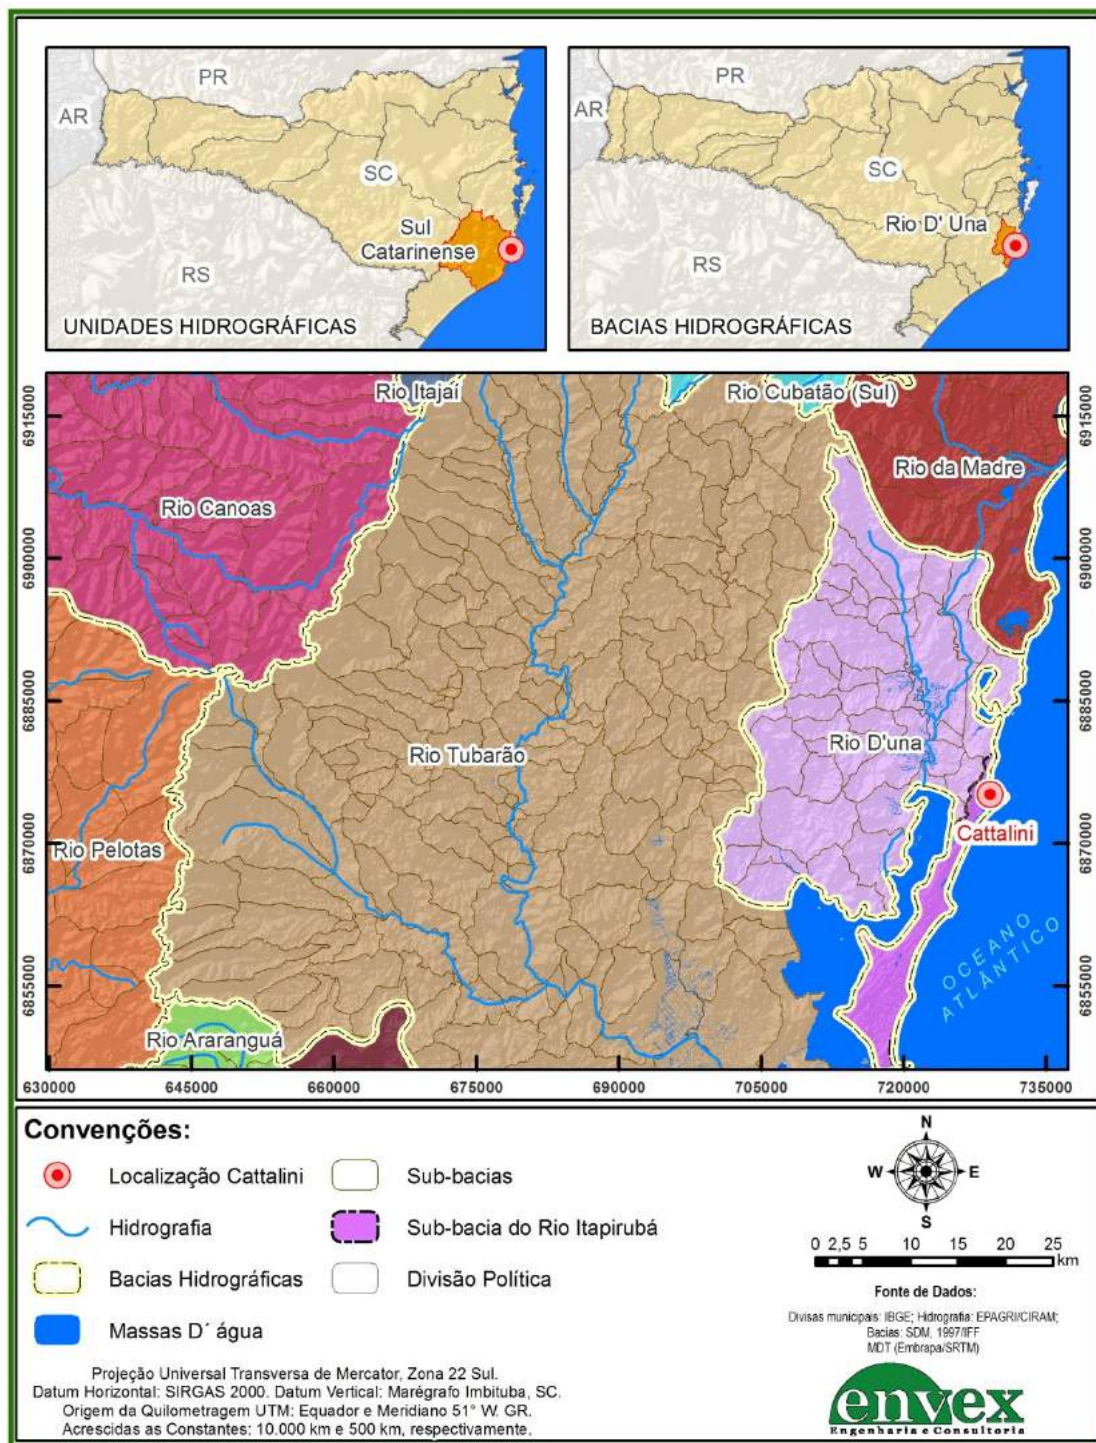 PR
AR
SC
Sul
Catarinense
RS
UNIDADES HIDROGRÁFICAS
PR
AR
SC
Rio D' Una
RS
BACIAS HIDROGRÁFICAS
Rio Itajaí
Rio Cubatão (Sul)
Rio da Madre
Rio Canoas
Rio Tubarão
Rio D'una
Cattalini
Rio Pelotas
OCEANO
ATLÂNTICO
Rio Araranguá
6915000
6900000
6885000
6870000
6855000
6915000
6900000
6885000
6870000
6855000
630000 645000 660000 675000 690000 705000 720000 735000
Convenções:
Localização Cattalini
Sub-bacias
Hidrografia
Sub-bacia do Rio Itapirubá
Bacias Hidrográficas
Divisão Política
Massas D´ água
N
W E
S
0 2,5 5 10 15 20 25
km
Fonte de Dados:
Divisas municipais: IBGE; Hidrografia: EPAGRI/CIRAM;
Bacias: SDM, 1997/IFF
MDT (Embrapa/SRTM)
Projeção Universal Transversa de Mercator, Zona 22 Sul.
Datum Horizontal: SIRGAS 2000. Datum Vertical: Marégrafo Imbituba, SC.
Origem da Quilometragem UTM: Equador e Meridiano 51° W. GR.
Acrescidas as Constantes: 10.000 km e 500 km, respectivamente.
envex
Engenharia e Consultoria